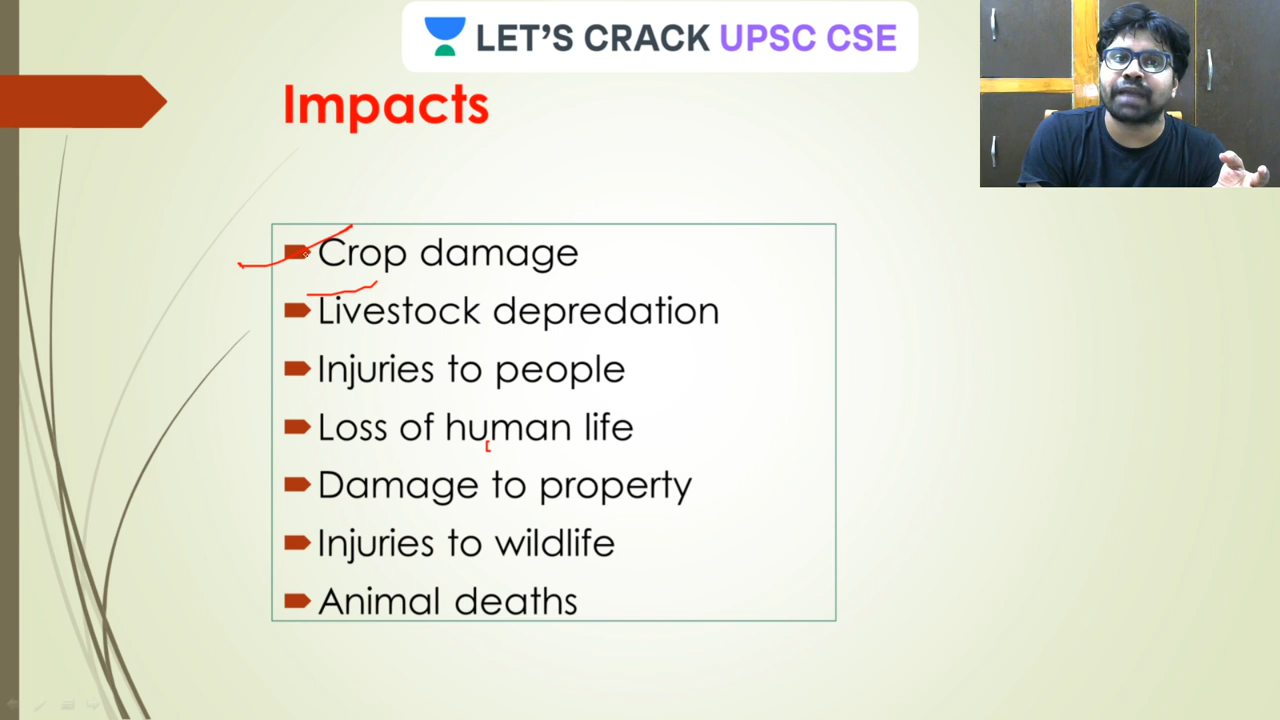 LET'S CRACK UPSC CSE
Impacts
Crop damage
Livestock depredation
Injuries to people
Loss of human life
Damage to property
Injuries to wildlife
Animal deaths